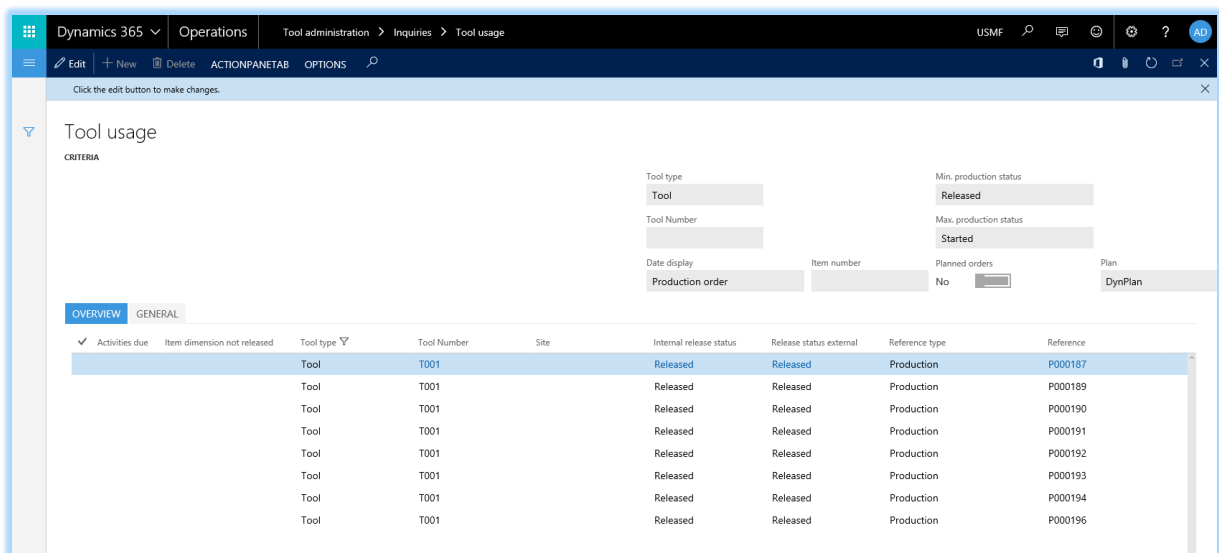 Dynamics 365 Operations Tool administration > Inquiries > Tool usage USMF ? AD
Edit + New Delete ACTIONPANETAB OPTIONS
Click the edit button to make changes.
Tool usage
CRITERIA
Tool type Min. production status
Tool Released
Tool Number Max. production status
Started
Date display Item number Planned orders Plan
Production order No DynPlan
OVERVIEW GENERAL
Activities due Item dimension not released Tool type Tool Number Site Internal release status Release status external Reference type Reference
Tool T001 Released Released Production P000187
Tool T001 Released Released Production P000189
Tool T001 Released Released Production P000190
Tool T001 Released Released Production P000191
Tool T001 Released Released Production P000192
Tool T001 Released Released Production P000193
Tool T001 Released Released Production P000194
Tool T001 Released Released Production P000196